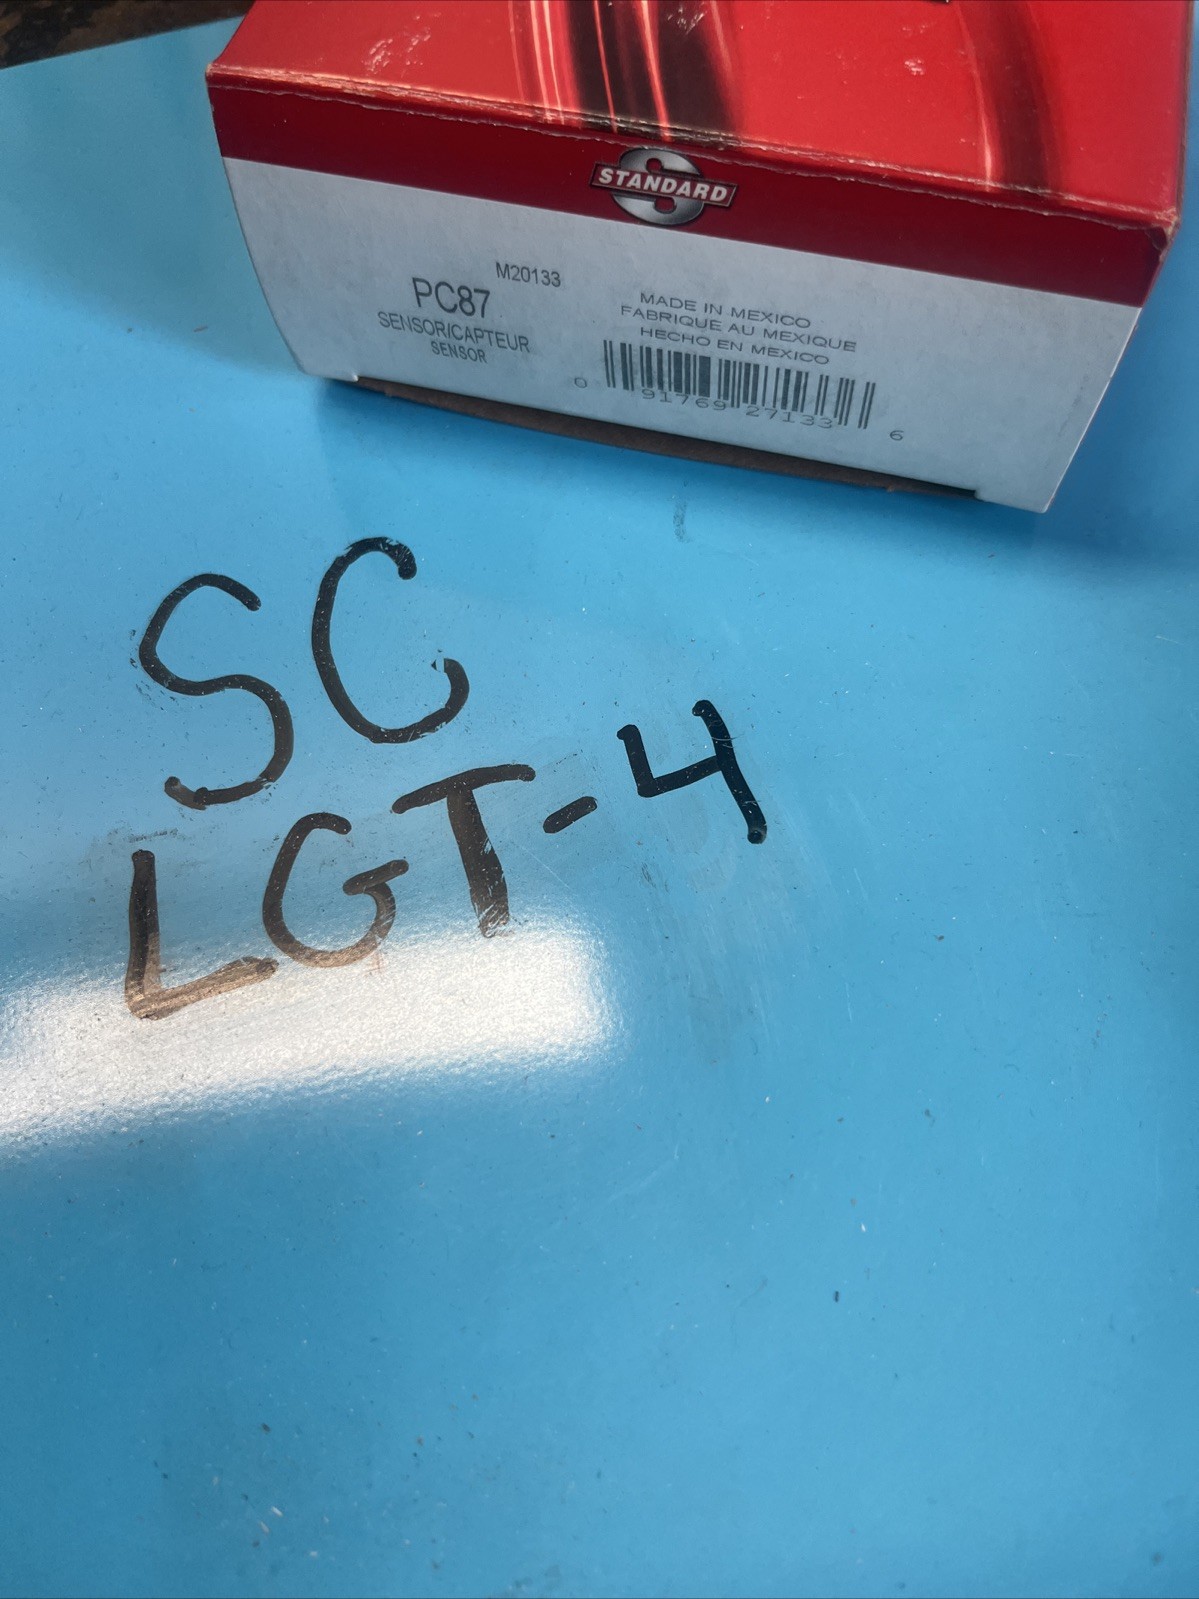 STANDARD
M20133
PC87
SENSOR/CAPTEUR
SENSOR
MADE IN MEXICO
FABRIQUE AU MEXIQUE
HECHO EN MEXICO
0 91769 27133 6
SC
LGT-4